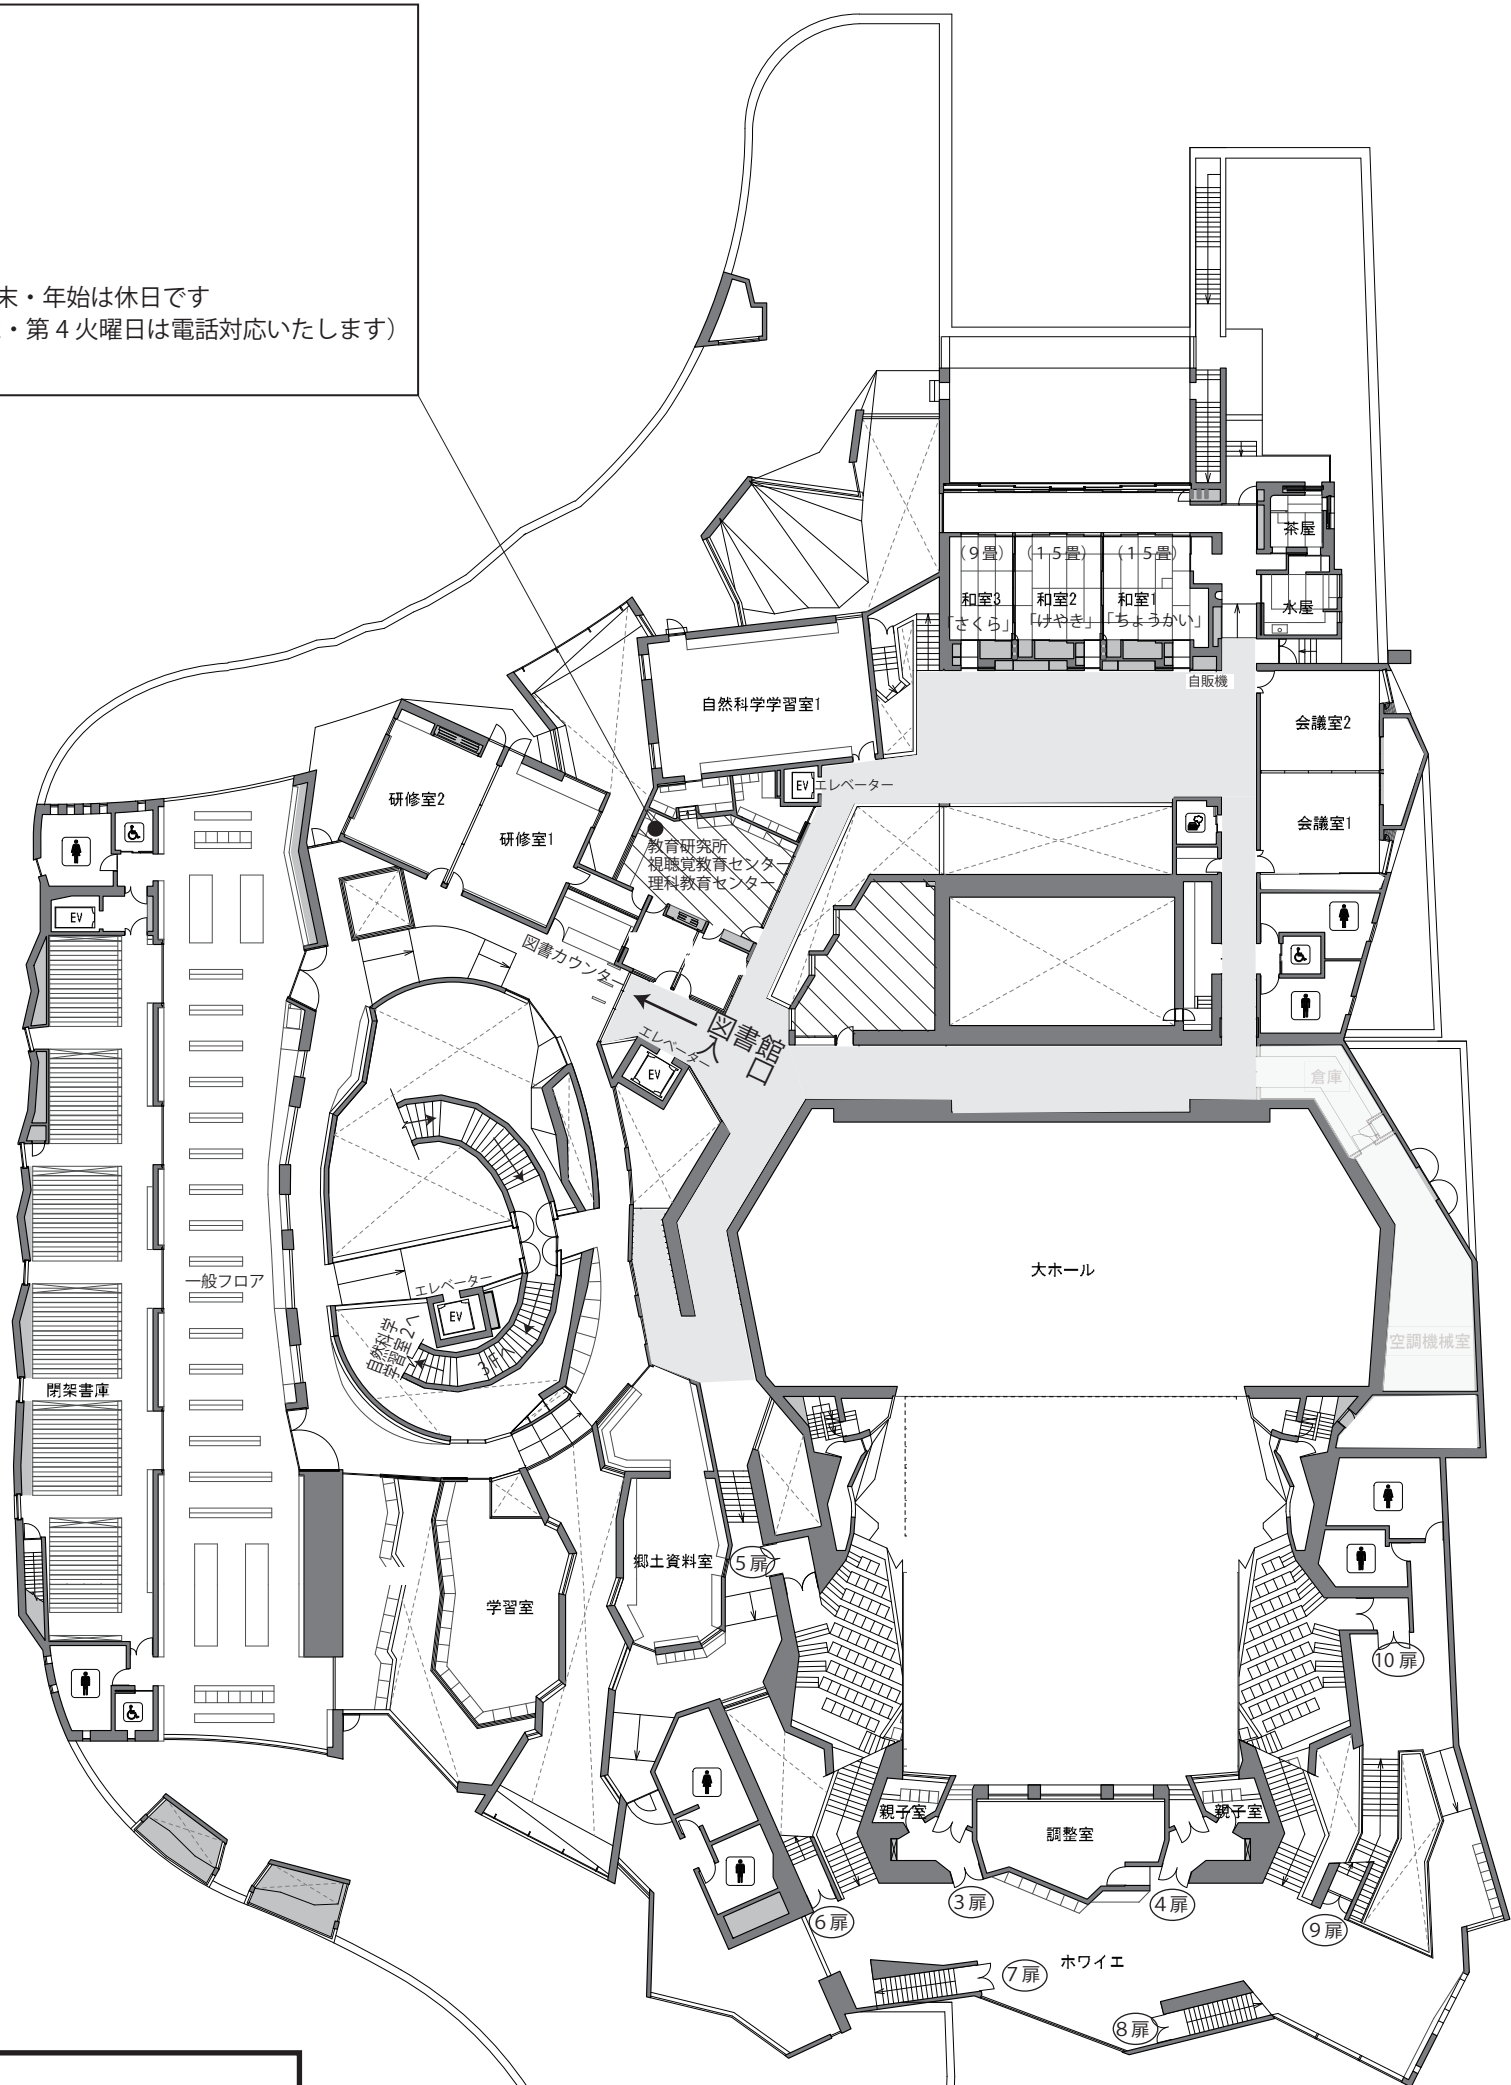 末・年始は休日です
・第４火曜日は電話対応いたします）
茶屋
（９畳）
（１５畳）
（１５畳）
和室3
「さくら」
和室2
「けやき」
和室1
「ちょうかい」
水屋
自販機
自然科学学習室1
会議室2
EV
エレベーター
研修室2
研修室1
会議室1
教育研究所
視聴覚教育センター
理科教育センター
EV
図書カウンター
図書館
入口
エレベーター
EV
倉庫
大ホール
一般フロア
エレベーター
EV
自然科学
学習室2へ
3Fへ
空調機械室
閉架書庫
郷土資料室
５扉
学習室
10 扉
親子室
親子室
調整室
３扉
４扉
６扉
９扉
ホワイエ
７扉
８扉